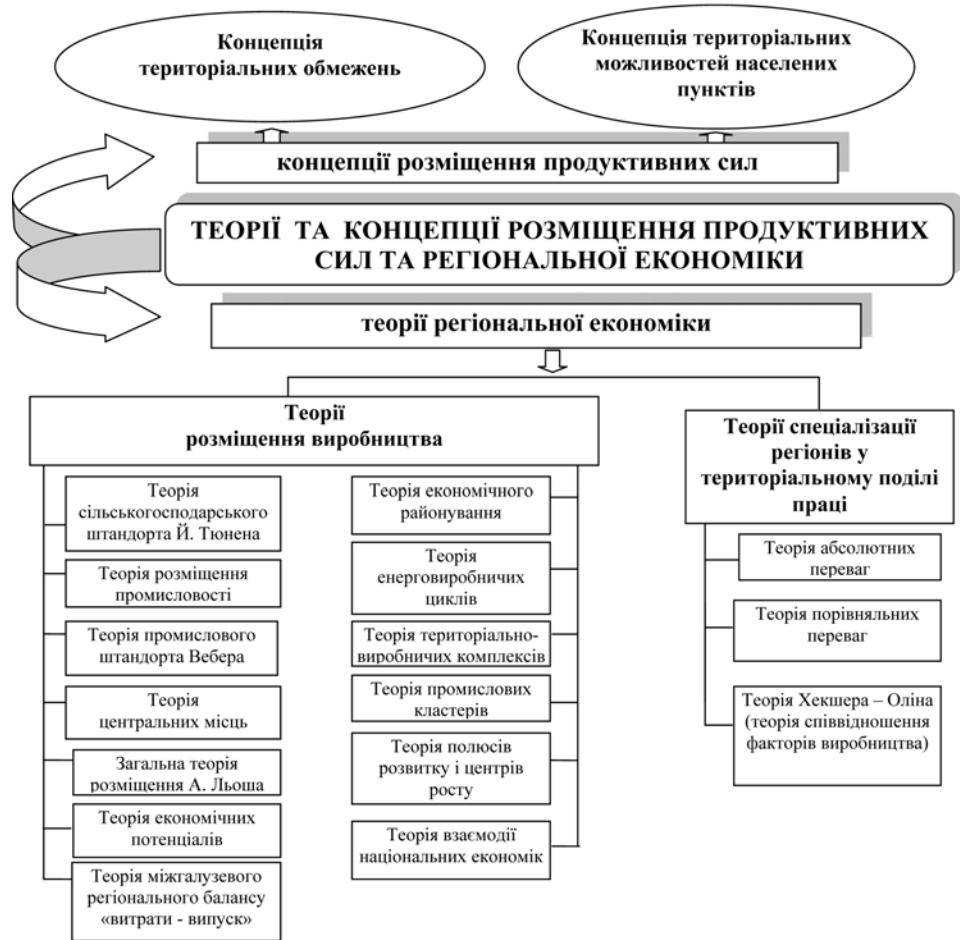 Концепція
територіальних обмежень
Концепція територіальних
можливостей населених
пунктів
концепції розміщення продуктивних сил
ТЕОРІЇ ТА КОНЦЕПЦІЇ РОЗМІЩЕННЯ ПРОДУКТИВНИХ
СИЛ ТА РЕГІОНАЛЬНОЇ ЕКОНОМІКИ
теорії регіональної економіки
Теорії
розміщення виробництва
Теорія
сільськогосподарського
штандорта Й. Тюнена
Теорія розміщення
промисловості
Теорія промислового
штандорта Вебера
Теорія
центральних місць
Загальна теорія
розміщення А. Льоша
Теорія економічних
потенціалів
Теорія міжгалузевого
регіонального балансу
«витрати - випуск»
Теорія економічного
районування
Теорія
енерговиробничих
циклів
Теорія територіально-
виробничих комплексів
Теорія промислових
кластерів
Теорія полюсів
розвитку і центрів
росту
Теорія взаємодії
національних економік
Теорії спеціалізації
регіонів у
територіальному поділі
праці
Теорія абсолютних
переваг
Теорія порівняльних
переваг
Теорія Хекшера – Оліна
(теорія співвідношення
факторів виробництва)